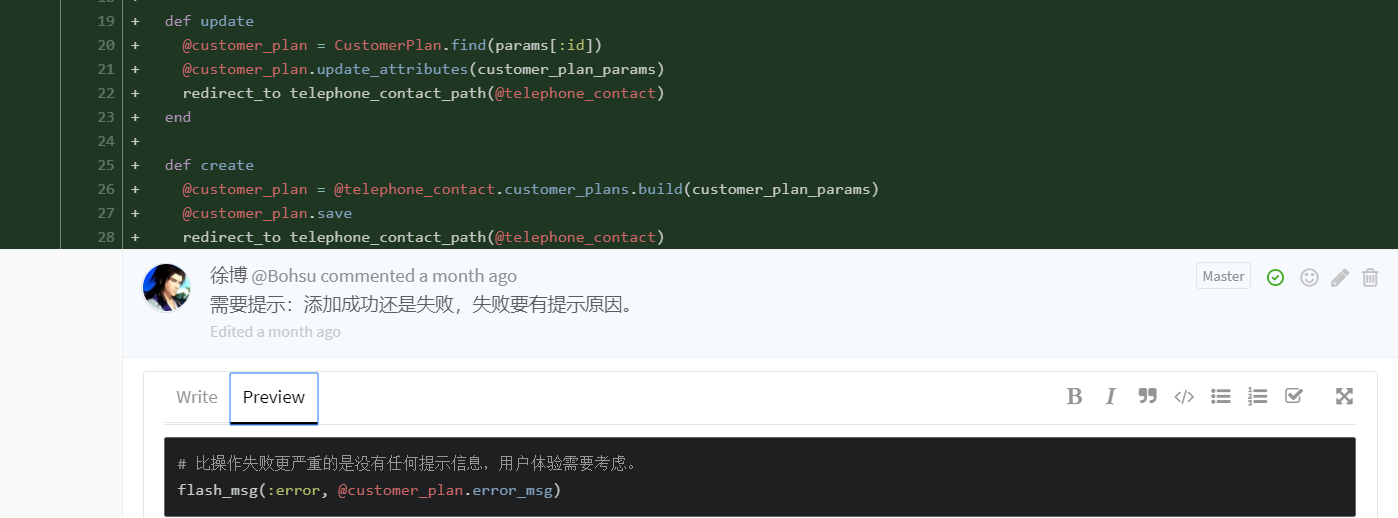 19 + def update
20 + @customer_plan = CustomerPlan.find(params[:id])
21 + @customer_plan.update_attributes(customer_plan_params)
22 + redirect_to telephone_contact_path(@telephone_contact)
23 + end
24 +
25 + def create
26 + @customer_plan = @telephone_contact.customer_plans.build(customer_plan_params)
27 + @customer_plan.save
28 + redirect_to telephone_contact_path(@telephone_contact)
徐博 @Bohsu commented a month ago Master
需要提示：添加成功还是失败，失败要有提示原因。
Edited a month ago
Write Preview
# 比操作失败更严重的是没有任何提示信息，用户体验需要考虑。
flash_msg(:error, @customer_plan.error_msg)